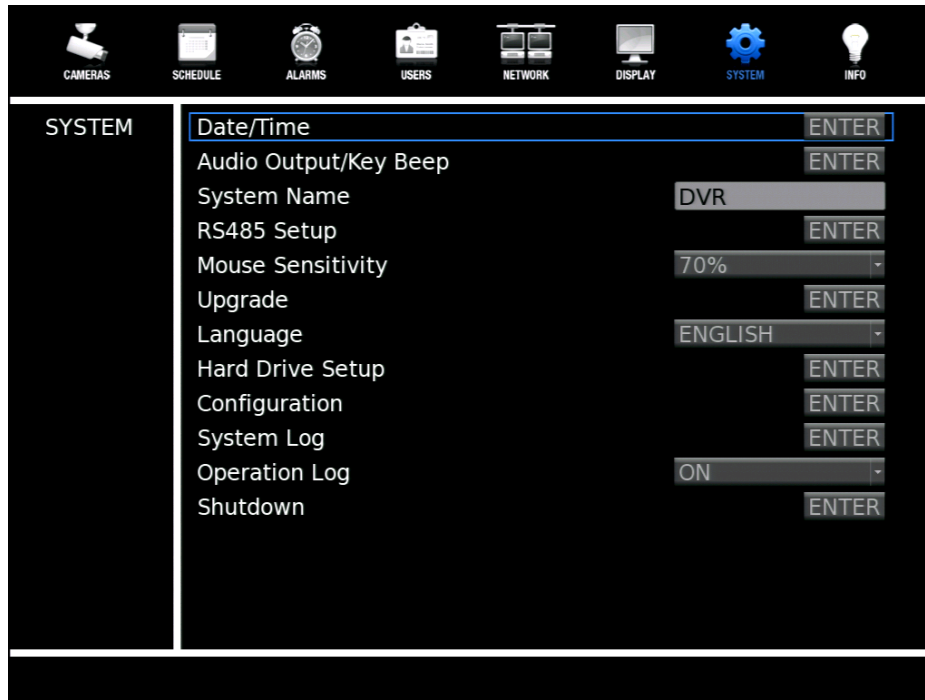 CAMERAS SCHEDULE ALARMS USERS NETWORK DISPLAY SYSTEM INFO
SYSTEM
Date/Time ENTER
Audio Output/Key Beep ENTER
System Name DVR
RS485 Setup ENTER
Mouse Sensitivity 70%
Upgrade ENTER
Language ENGLISH
Hard Drive Setup ENTER
Configuration ENTER
System Log ENTER
Operation Log ON
Shutdown ENTER